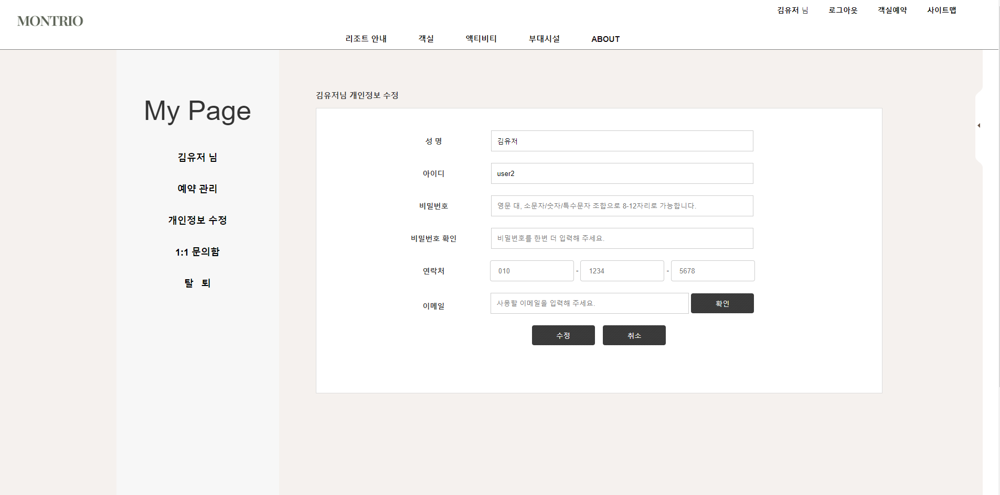 김유저 님 로그아웃 객실예약 사이트맵
MONTRIO
리조트 안내 객실 액티비티 부대시설 ABOUT
My Page
김유저 님
예약 관리
개인정보 수정
1:1 문의함
탈 퇴
김유저님 개인정보 수정
성 명 김유저
아이디 user2
비밀번호 영문 대, 소문자/숫자/특수문자 조합으로 8-12자리로 가능합니다.
비밀번호 확인 비밀번호를 한번 더 입력해 주세요.
연락처 010 - 1234 - 5678
이메일 사용할 이메일을 입력해 주세요. 확인
수정 취소